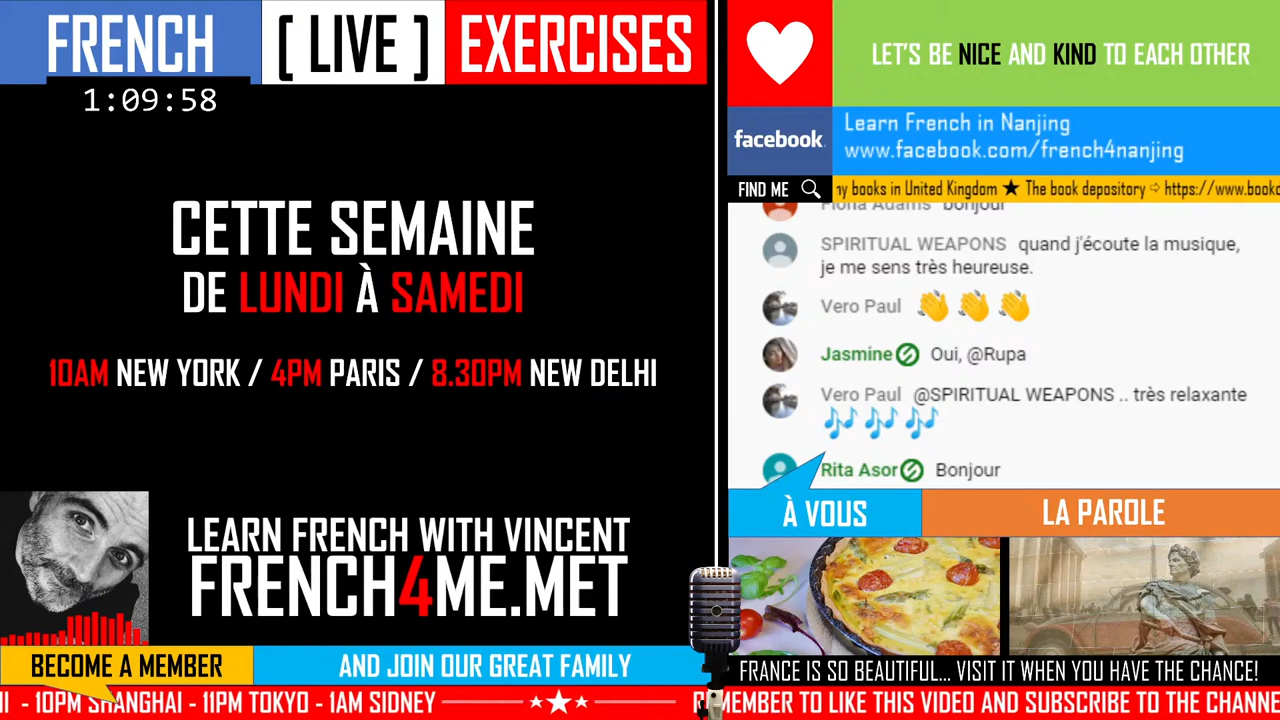 FRENCH [ LIVE ] EXERCISES
1:09:58
CETTE SEMAINE
DE LUNDI À SAMEDI
10AM NEW YORK / 4PM PARIS / 8.30PM NEW DELHI
LEARN FRENCH WITH VINCENT
FRENCH4ME.MET
BECOME A MEMBER AND JOIN OUR GREAT FAMILY
LET'S BE NICE AND KIND TO EACH OTHER
facebook.
Learn French in Nanjing
www.facebook.com/french4nanjing
FIND ME
ny books in United Kingdom ★ The book depository ⇨ https://www.booko
Fiona Adams bonjour
SPIRITUAL WEAPONS quand j'écoute la musique,
je me sens très heureuse.
Vero Paul 👏 👏 👏
Jasmine Oui, @Rupa
Vero Paul @SPIRITUAL WEAPONS .. très relaxante
🎶 🎶 🎶
Rita Asor Bonjour
À VOUS LA PAROLE
FRANCE IS SO BEAUTIFUL... VISIT IT WHEN YOU HAVE THE CHANCE!
HI - 10PM SHANGHAI - 11PM TOKYO - 1AM SIDNEY ★ REMEMBER TO LIKE THIS VIDEO AND SUBSCRIBE TO THE CHANNE